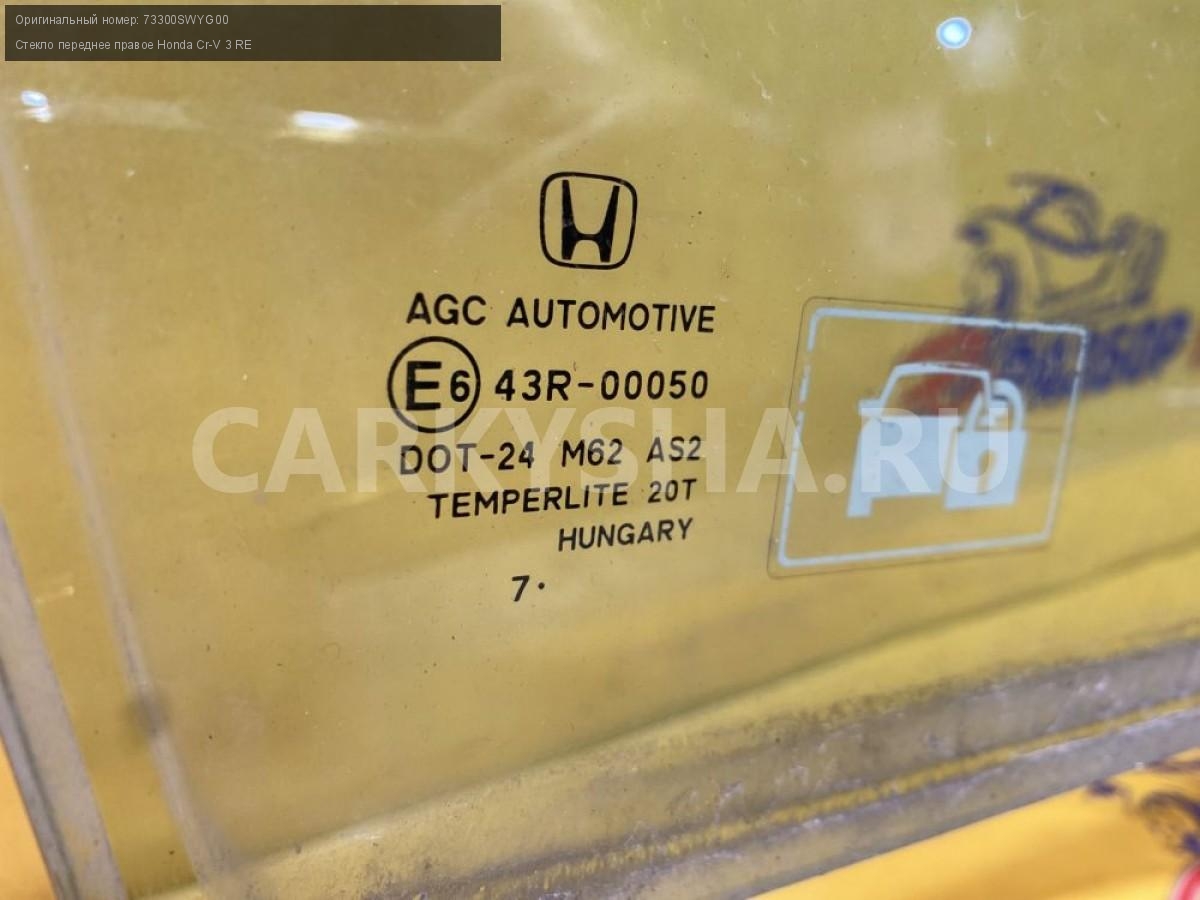 Оригинальный номер: 73300SWYG00
Стекло переднее правое Honda Cr-V 3 RE
AGC AUTOMOTIVE
E6 43R-00050
CARKYSHA.RU
DOT-24 M62 AS2
TEMPERLITE 20T
HUNGARY
7.